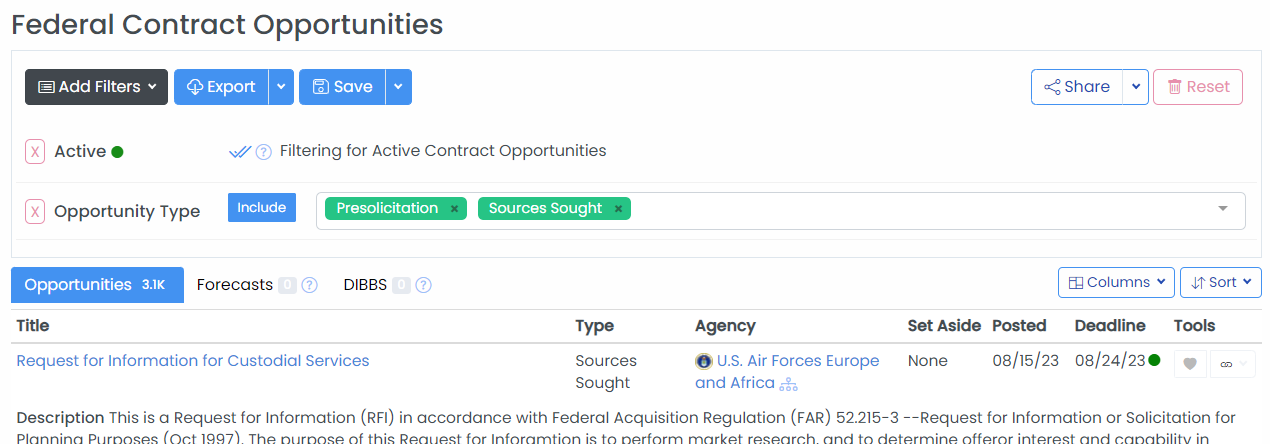 Federal Contract Opportunities
Add Filters Export Save Share Reset
X Active ? Filtering for Active Contract Opportunities
X Opportunity Type Include Presolicitation × Sources Sought ×
Opportunities 3.1K Forecasts 0 ? DIBBS 0 ? Columns Sort
Title Type Agency Set Aside Posted Deadline Tools
Request for Information for Custodial Services Sources U.S. Air Forces Europe None 08/15/23 08/24/23
Sought and Africa
Description This is a Request for Information (RFI) in accordance with Federal Acquisition Regulation (FAR) 52.215-3 --Request for Information or Solicitation for
Planning Purposes (Oct 1997). The purpose of this Request for Inforamtion is to perform market research, and to determine offeror interest and capability in